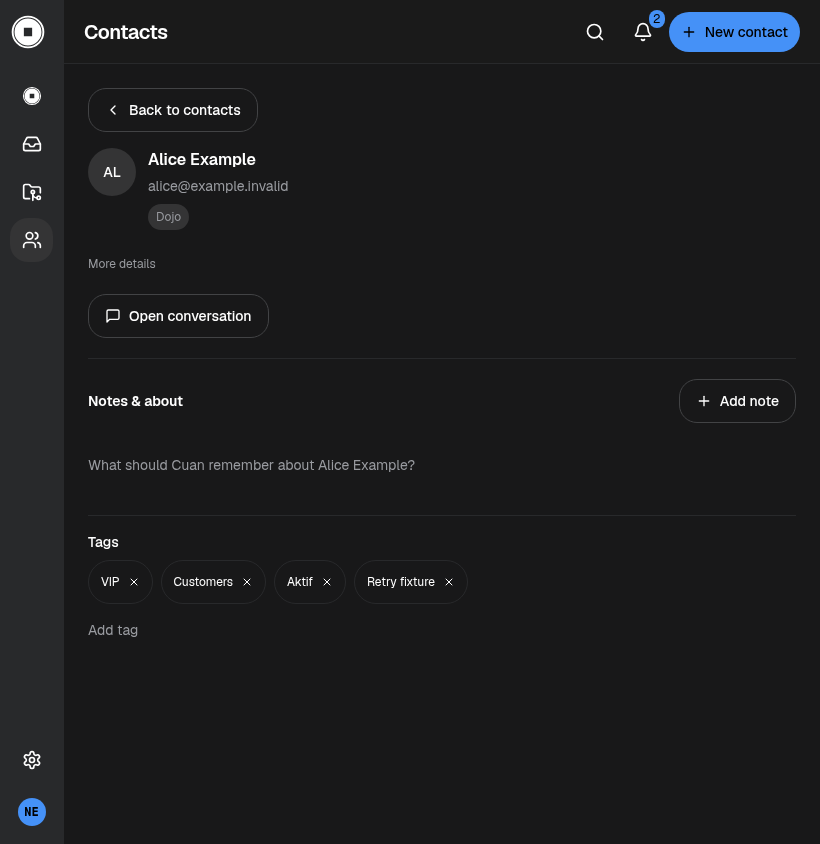 Contacts
2
New contact
Back to contacts
AL
Alice Example
alice@example.invalid
Dojo
More details
Open conversation
Notes & about
Add note
What should Cuan remember about Alice Example?
Tags
VIP
Customers
Aktif
Retry fixture
Add tag
NE